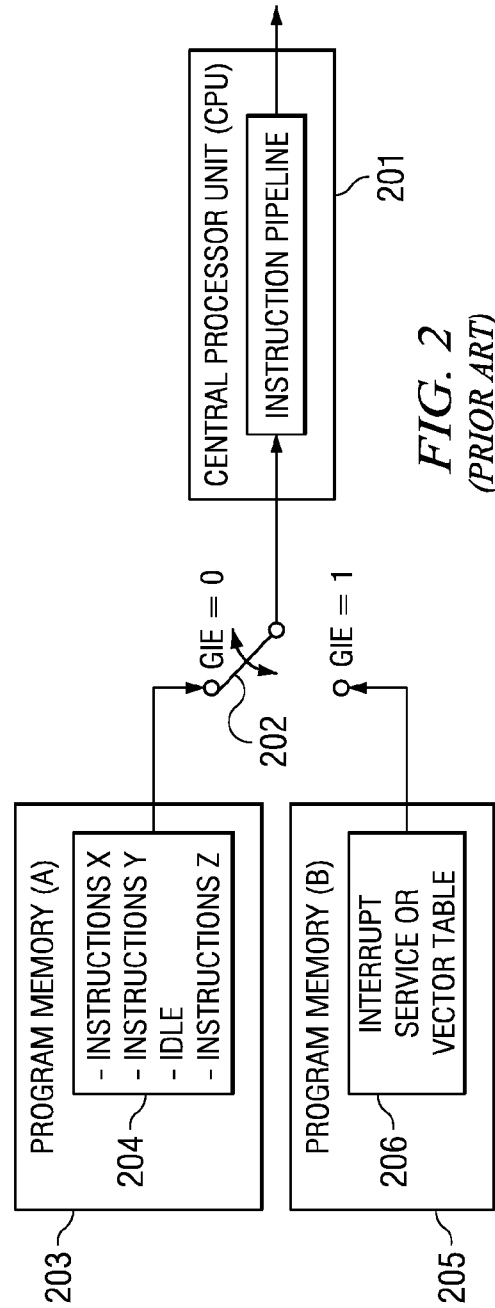 PROGRAM MEMORY (A)
- INSTRUCTIONS X
- INSTRUCTIONS Y
- IDLE
- INSTRUCTIONS Z
204
203
PROGRAM MEMORY (B)
INTERRUPT
SERVICE OR
VECTOR TABLE
206
205
GIE = 0
202
GIE = 1
CENTRAL PROCESSOR UNIT (CPU)
INSTRUCTION PIPELINE
201
FIG. 2
(PRIOR ART)